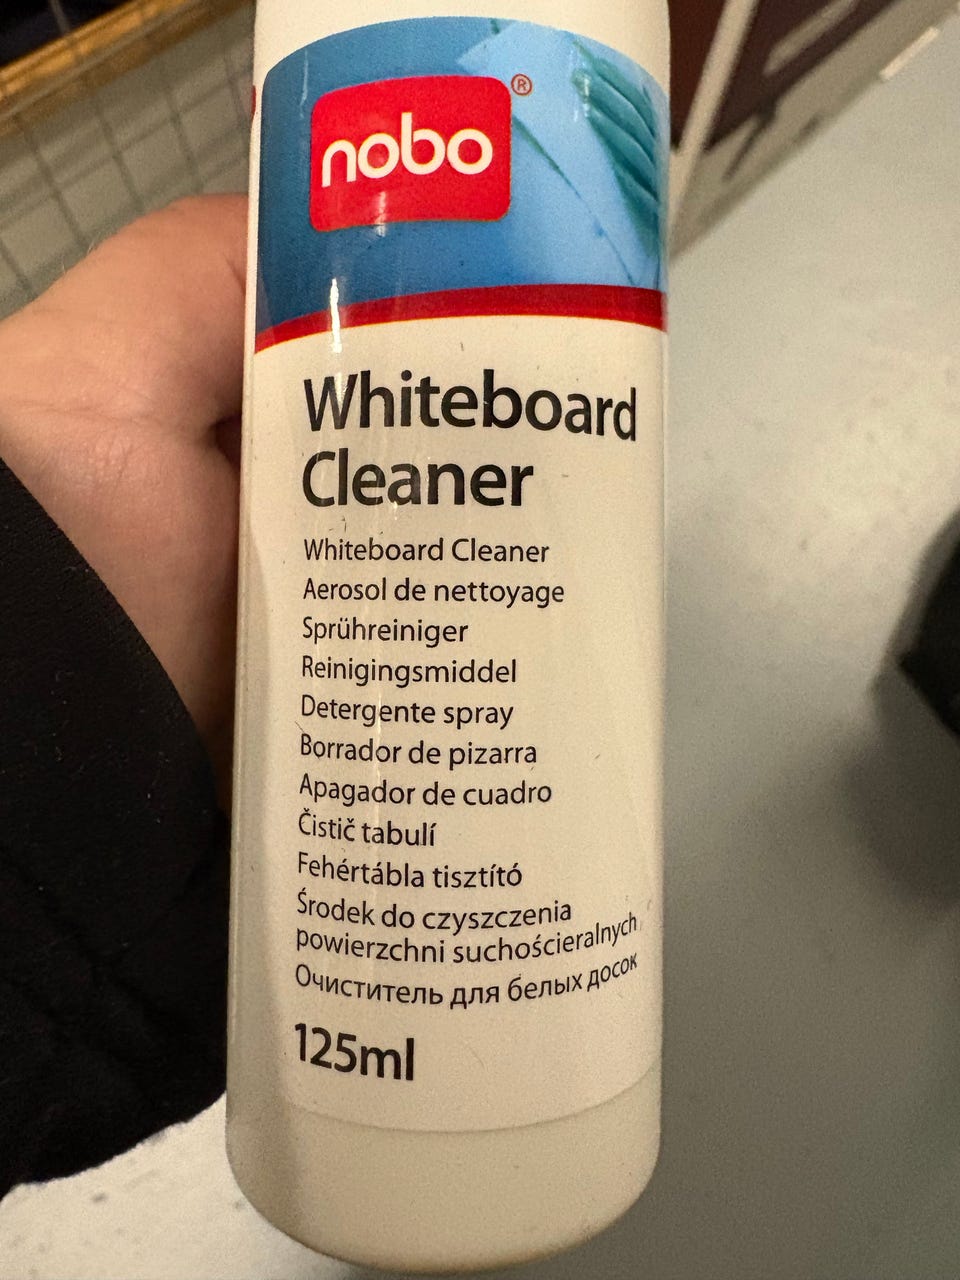 nobo®
Whiteboard
Cleaner
Whiteboard Cleaner
Aerosol de nettoyage
Sprühreiniger
Reinigingsmiddel
Detergente spray
Borrador de pizarra
Apagador de cuadro
Čistič tabulí
Fehértábla tisztító
Środek do czyszczenia
powierzchni suchościeralnych
Очиститель для белых досок
125ml